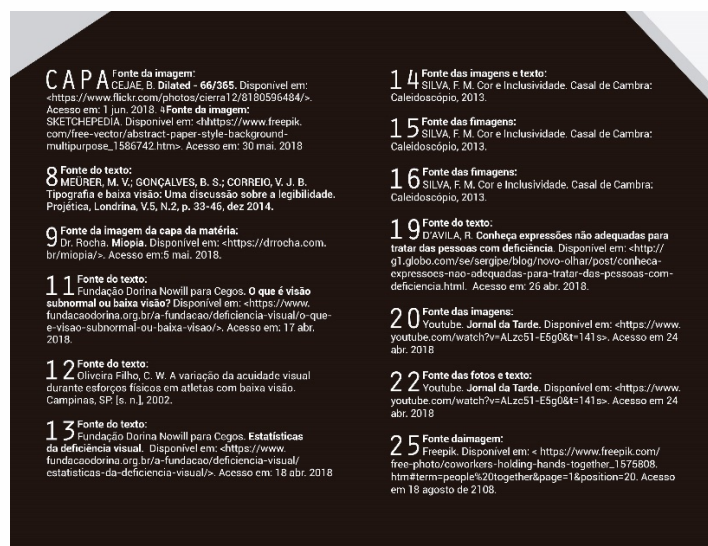 CAPA Fonte da imagem:
CEJAE, B. Dilated - 66/365. Disponível em:
<https://www.flickr.com/photos/cierra12/8180596484/>.
Acesso em: 1 jun. 2018. 4Fonte da imagem:
SKETCHEPEDIA. Disponível em: <hhttps://www.freepik.
com/free-vector/abstract-paper-style-background-
multipurpose_1586742.htm>. Acesso em: 30 mai. 2018
8 Fonte do texto:
MEÜRER, M. V.; GONÇALVES, B. S.; CORREIO, V. J. B.
Tipografia e baixa visão: Uma discussão sobre a legibilidade.
Projética, Londrina, V.5, N.2, p. 33-46, dez 2014.
9 Fonte da imagem da capa da matéria:
Dr. Rocha. Miopia. Disponível em: <https://drrocha.com.
br/miopia/>. Acesso em:5 mai. 2018.
11 Fonte do texto:
Fundação Dorina Nowill para Cegos. O que é visão
subnormal ou baixa visão? Disponível em: <https://www.
fundacaodorina.org.br/a-fundacao/deficiencia-visual/o-que-
e-visao-subnormal-ou-baixa-visao/>. Acesso em: 17 abr.
2018.
12 Fonte do texto:
Oliveira Filho, C. W. A variação da acuidade visual
durante esforços físicos em atletas com baixa visão.
Campinas, SP. [s. n.], 2002.
13 Fonte do texto:
Fundação Dorina Nowill para Cegos. Estatísticas
da deficiência visual. Disponível em: <https://www.
fundacaodorina.org.br/a-fundacao/deficiencia-visual/
estatisticas-da-deficiencia-visual/>. Acesso em: 18 abr. 2018
14 Fonte das imagens e texto:
SILVA, F. M. Cor e Inclusividade. Casal de Cambra:
Caleidoscópio, 2013.
15 Fonte das fimagens:
SILVA, F. M. Cor e Inclusividade. Casal de Cambra:
Caleidoscópio, 2013.
16 Fonte das fimagens:
SILVA, F. M. Cor e Inclusividade. Casal de Cambra:
Caleidoscópio, 2013.
19 Fonte do texto:
D'AVILA, R. Conheça expressões não adequadas para
tratar das pessoas com deficiência. Disponível em: <http://
g1.globo.com/se/sergipe/blog/novo-olhar/post/conheca-
expressoes-nao-adequadas-para-tratar-das-pessoas-com-
deficiencia.html. Acesso em: 26 abr. 2018.
20 Fonte das imagens:
Youtube. Jornal da Tarde. Disponível em: <https://www.
youtube.com/watch?v=ALzc51-E5g0&t=141s>. Acesso em 24
abr. 2018
22 Fonte das fotos e texto:
Youtube. Jornal da Tarde. Disponível em: <https://www.
youtube.com/watch?v=ALzc51-E5g0&t=141s>. Acesso em 24
abr. 2018
25 Fonte daimagem:
Freepik. Disponível em: < https://www.freepik.com/
free-photo/coworkers-holding-hands-together_1575808.
htm#term=people%20together&page=1&position=20. Acesso
em 18 agosto de 2108.